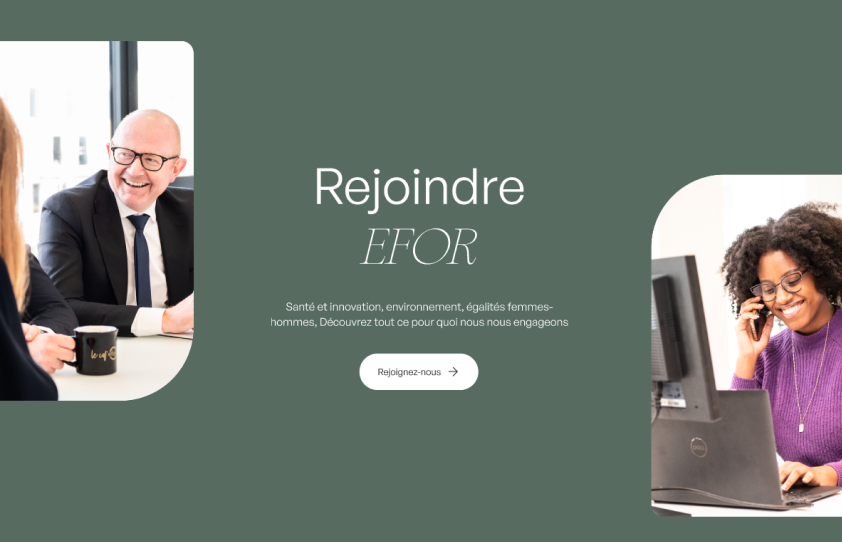 Rejoindre
EFOR
Santé et innovation, environnement, égalités femmes-
hommes, Découvrez tout ce pour quoi nous nous engageons
Rejoignez-nous
DELL